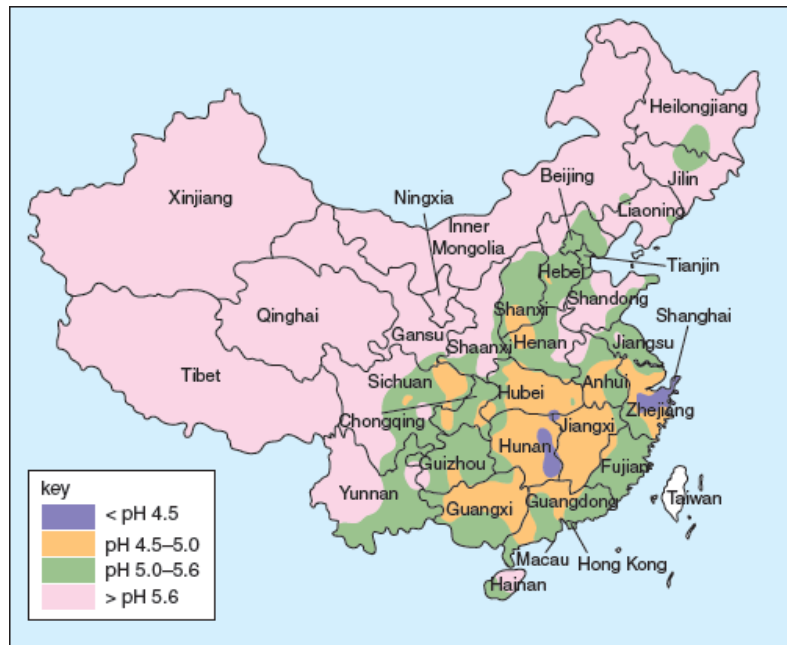 Heilongjiang
Jilin
Beijing
Liaoning
Ningxia
Xinjiang
Inner
Mongolia
Hebei
Tianjin
Shandong
Qinghai
Shanxi
Shanghai
Gansu
Henan
Jiangsu
Shaanxi
Tibet
Sichuan
Hubei
Anhui
Zhejiang
Chongqing
Jiangxi
Hunan
Guizhou
Fujian
Yunnan
Guangxi
Guangdong
Taiwan
Macau
Hong Kong
Hainan
key
< pH 4.5
pH 4.5–5.0
pH 5.0–5.6
> pH 5.6